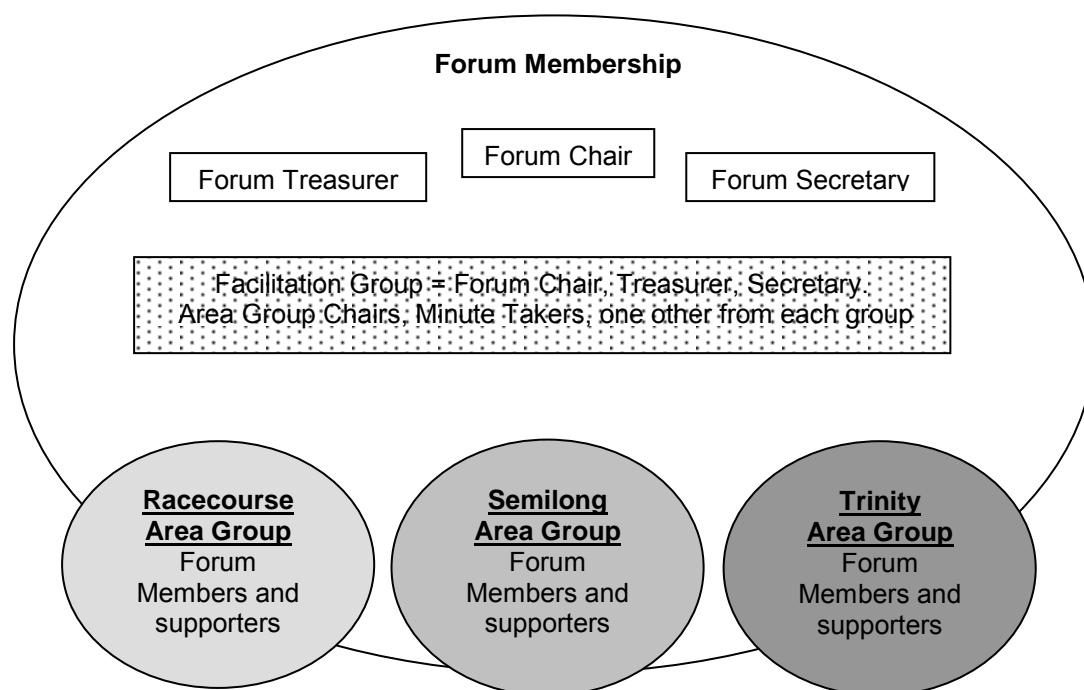 Forum Membership
Forum Chair
Forum Treasurer
Forum Secretary
Facilitation Group = Forum Chair, Treasurer, Secretary.
Area Group Chairs, Minute Takers, one other from each group
Racecourse
Area Group
Forum
Members and
supporters
Semilong
Area Group
Forum
Members and
supporters
Trinity
Area Group
Forum
Members and
supporters